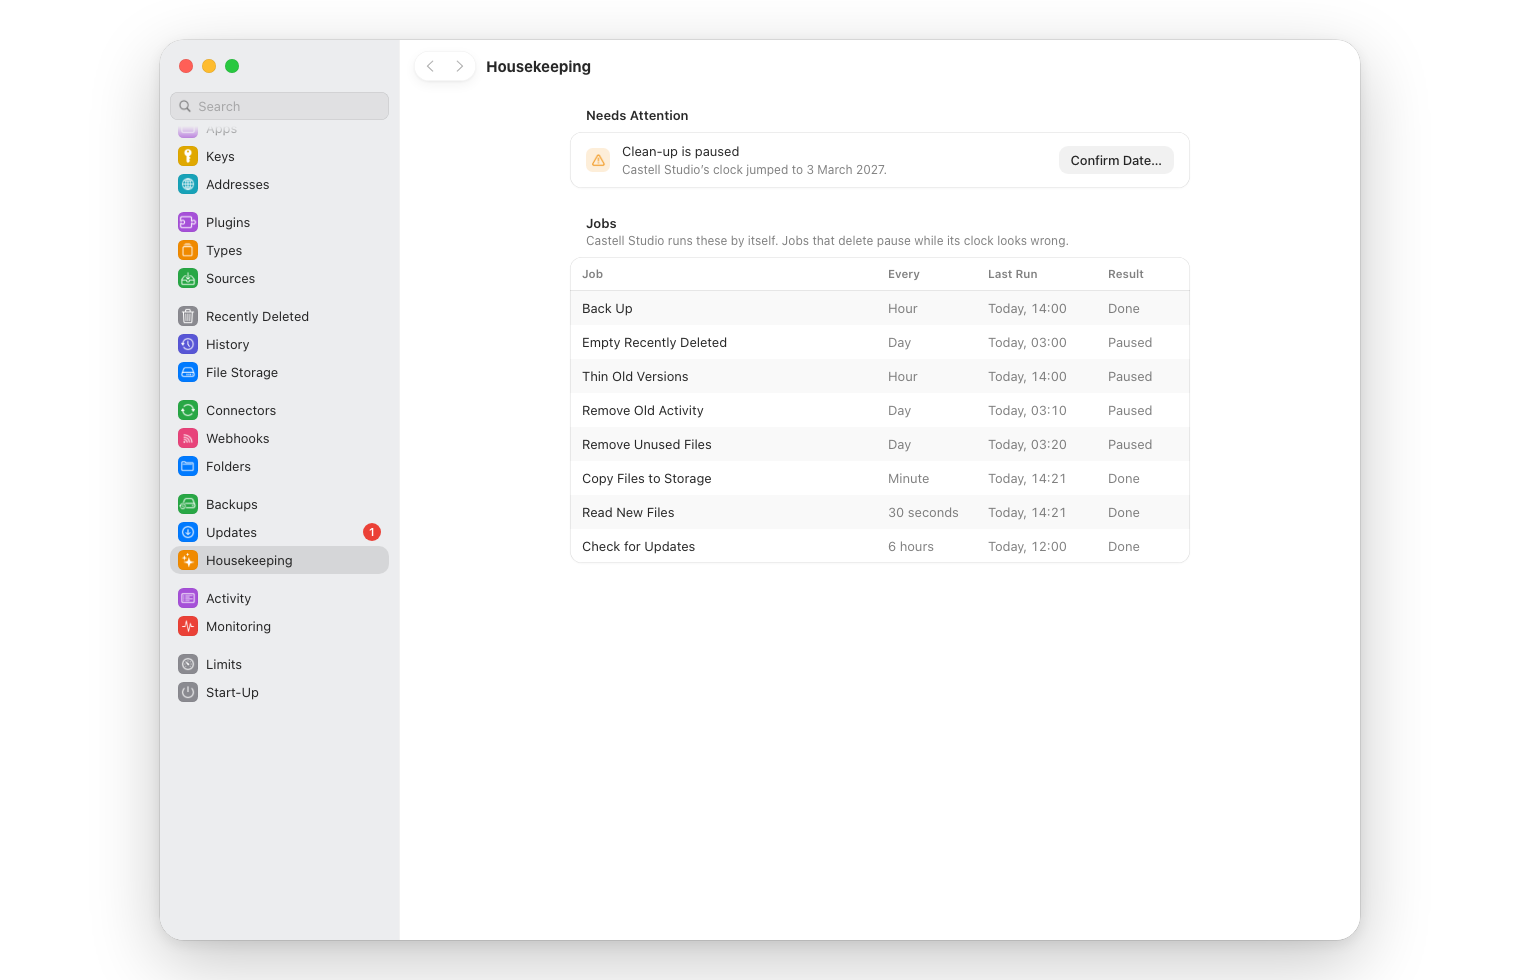 Search
Apps
Keys
Addresses
Plugins
Types
Sources
Recently Deleted
History
File Storage
Connectors
Webhooks
Folders
Backups
Updates 1
Housekeeping
Activity
Monitoring
Limits
Start-Up
Housekeeping
Needs Attention
Clean-up is paused
Castell Studio’s clock jumped to 3 March 2027.
Confirm Date...
Jobs
Castell Studio runs these by itself. Jobs that delete pause while its clock looks wrong.
Job Every Last Run Result
Back Up Hour Today, 14:00 Done
Empty Recently Deleted Day Today, 03:00 Paused
Thin Old Versions Hour Today, 14:00 Paused
Remove Old Activity Day Today, 03:10 Paused
Remove Unused Files Day Today, 03:20 Paused
Copy Files to Storage Minute Today, 14:21 Done
Read New Files 30 seconds Today, 14:21 Done
Check for Updates 6 hours Today, 12:00 Done